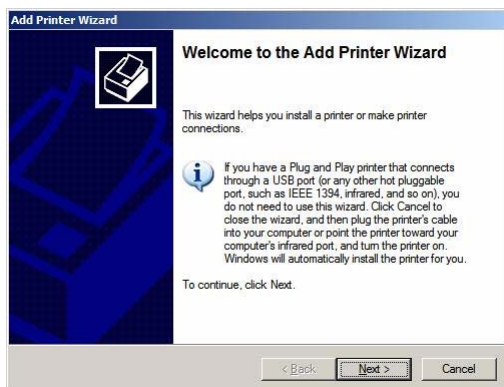 Add Printer Wizard
Welcome to the Add Printer Wizard
This wizard helps you install a printer or make printer
connections.
If you have a Plug and Play printer that connects
through a USB port (or any other hot pluggable
port, such as IEEE 1394, infrared, and so on), you
do not need to use this wizard. Click Cancel to
close the wizard, and then plug the printer's cable
into your computer or point the printer toward your
computer's infrared port, and turn the printer on.
Windows will automatically install the printer for you.
To continue, click Next.
< Back Next > Cancel